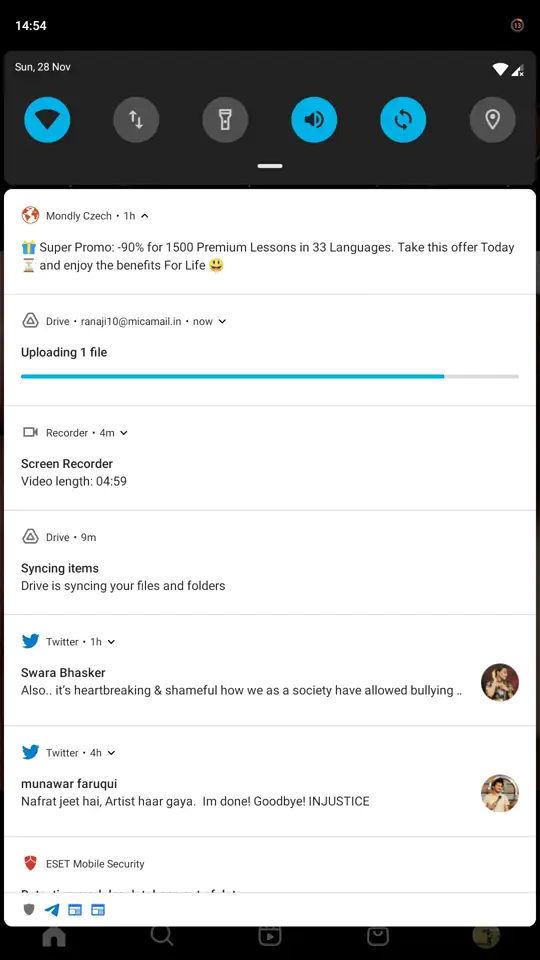 14:54
13
Sun, 28 Nov
Mondly Czech • 1h
🎁 Super Promo: -90% for 1500 Premium Lessons in 33 Languages. Take this offer Today
⏳ and enjoy the benefits For Life 😃
Drive • ranaji10@micamail.in • now
Uploading 1 file
Recorder • 4m
Screen Recorder
Video length: 04:59
Drive • 9m
Syncing items
Drive is syncing your files and folders
Twitter • 1h
Swara Bhasker
Also.. it's heartbreaking & shameful how we as a society have allowed bullying ..
Twitter • 4h
munawar faruqui
Nafrat jeet hai, Artist haar gaya. Im done! Goodbye! INJUSTICE
ESET Mobile Security